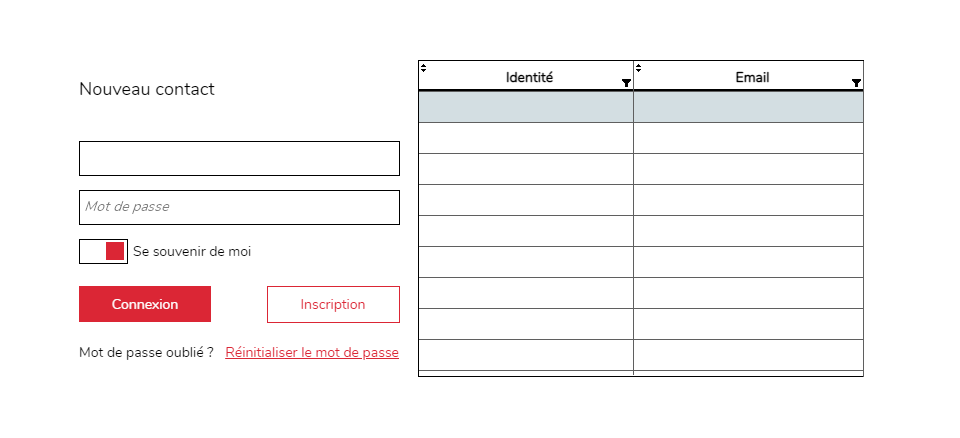 Nouveau contact
Mot de passe
Se souvenir de moi
Connexion
Inscription
Mot de passe oublié ? Réinitialiser le mot de passe
Identité
Email